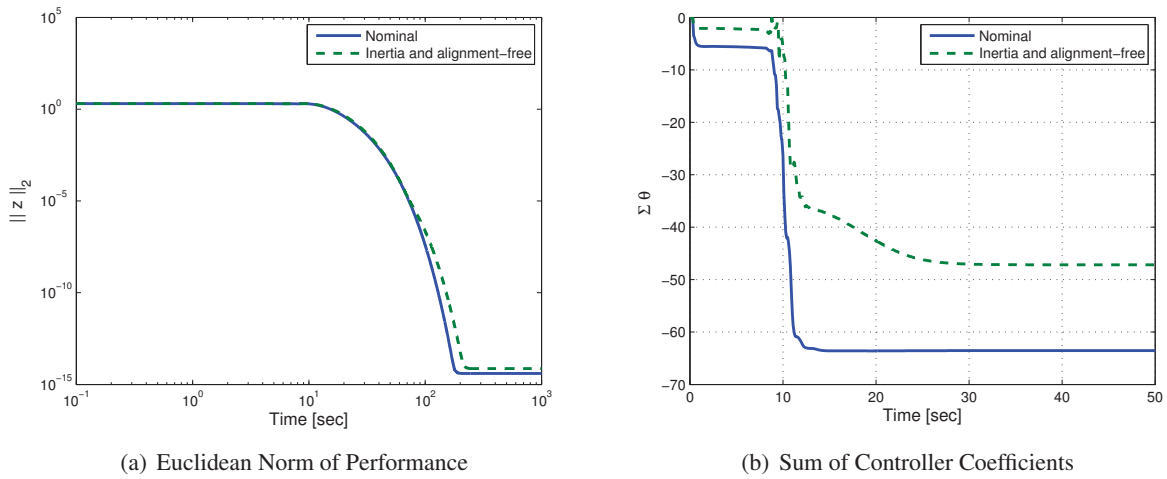 10^5
10^0
10^-5
10^-10
10^-15
|| z ||_2
10^-1
10^0
10^1
10^2
10^3
Time [sec]
Nominal
Inertia and alignment-free
(a) Euclidean Norm of Performance
0
−10
−20
−30
−40
−50
−60
−70
Σ θ
0
10
20
30
40
50
Time [sec]
Nominal
Inertia and alignment−free
(b) Sum of Controller Coefficients